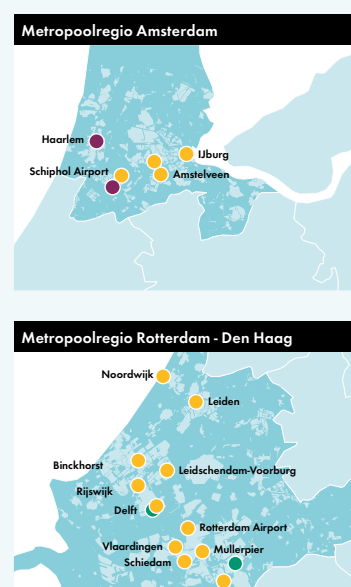 Metropoolregio Amsterdam
Haarlem
IJburg
Schiphol Airport
Amstelveen
Metropoolregio Rotterdam - Den Haag
Noordwijk
Leiden
Binckhorst
Leidschendam-Voorburg
Rijswijk
Delft
Rotterdam Airport
Vlaardingen
Mullerpier
Schiedam